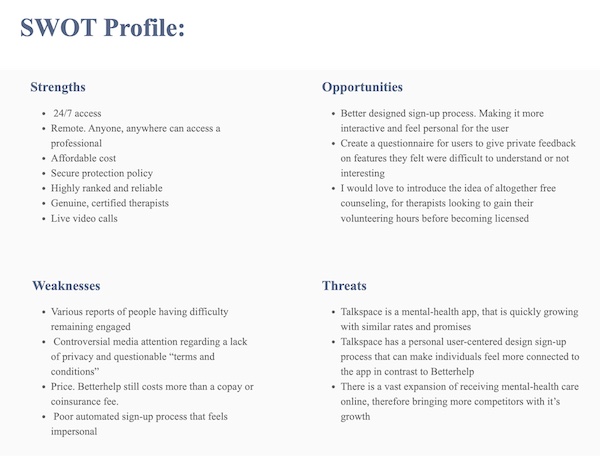 SWOT Profile:
Strengths
• 24/7 access
• Remote. Anyone, anywhere can access a
professional
• Affordable cost
• Secure protection policy
• Highly ranked and reliable
• Genuine, certified therapists
• Live video calls
Opportunities
• Better designed sign-up process. Making it more
interactive and feel personal for the user
• Create a questionnaire for users to give private feedback
on features they felt were difficult to understand or not
interesting
• I would love to introduce the idea of altogether free
counseling, for therapists looking to gain their
volunteering hours before becoming licensed
Weaknesses
• Various reports of people having difficulty
remaining engaged
• Controversial media attention regarding a lack
of privacy and questionable “terms and
conditions”
• Price. Betterhelp still costs more than a copay or
coinsurance fee.
• Poor automated sign-up process that feels
impersonal
Threats
• Talkspace is a mental-health app, that is quickly growing
with similar rates and promises
• Talkspace has a personal user-centered design sign-up
process that can make individuals feel more connected to
the app in contrast to Betterhelp
• There is a vast expansion of receiving mental-health care
online, therefore bringing more competitors with it’s
growth